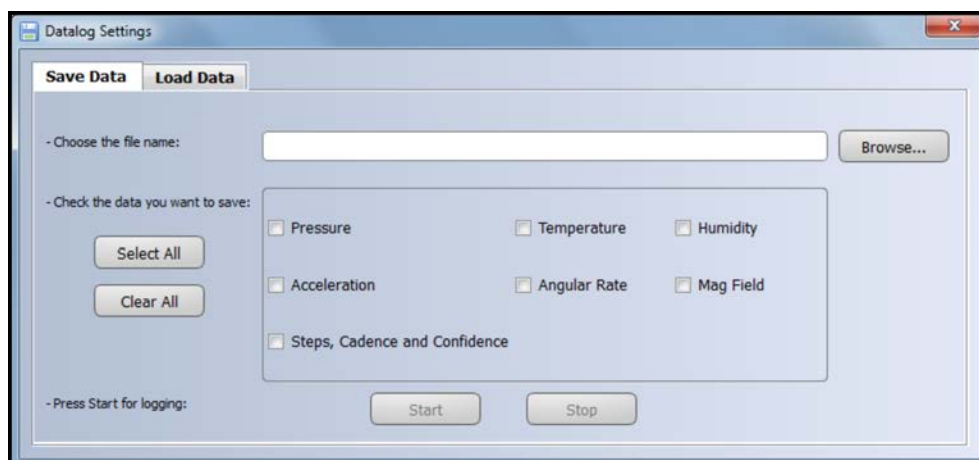 Datalog Settings
Save Data Load Data
- Choose the file name:
Browse...
- Check the data you want to save:
Select All
Clear All
Pressure Temperature Humidity
Acceleration Angular Rate Mag Field
Steps, Cadence and Confidence
- Press Start for logging:
Start Stop